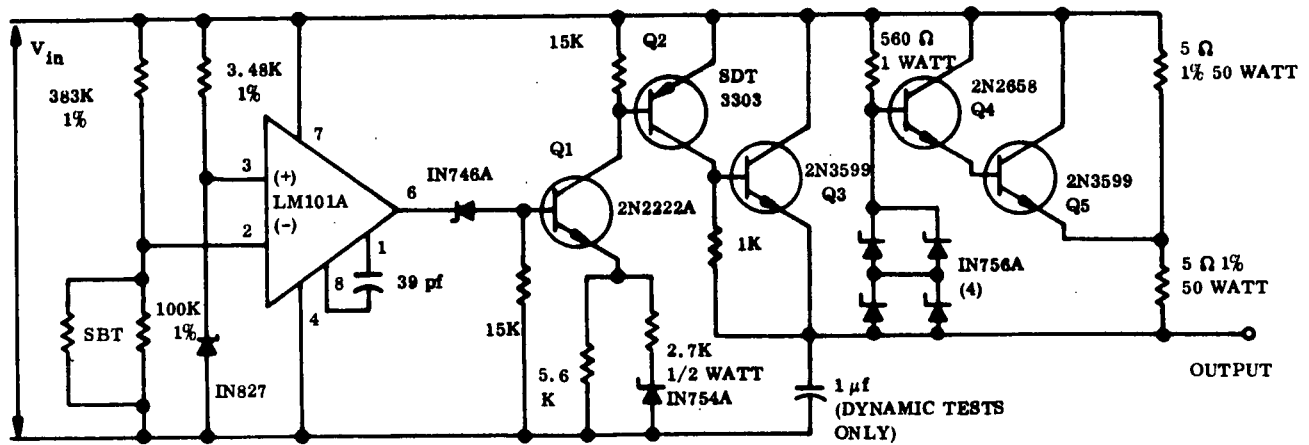 V in
383K
1%
3.48K
1%
7
3
(+)
LM101A
(-)
2
6
1
8
39 pf
4
SBT
100K
1%
IN827
IN746A
15K
Q1
2N2222A
15K
5.6
K
2.7K
1/2 WATT
IN754A
Q2
SDT
3303
2N3599
Q3
1K
1 μf
(DYNAMIC TESTS
ONLY)
560 Ω
1 WATT
2N2658
Q4
2N3599
Q5
IN756A
(4)
5 Ω
1% 50 WATT
5 Ω 1%
50 WATT
OUTPUT